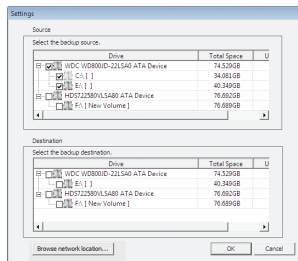 Settings
Source
Select the backup source.
Drive Total Space U
WDC WD800JD-22LSA0 ATA Device 74.529GB
C:\ [ ] 34.081GB
E:\ [ ] 40.349GB
HDS722580VLSA80 ATA Device 76.692GB
F:\ [ New Volume ] 76.689GB
Destination
Select the backup destination.
Drive Total Space U
WDC WD800JD-22LSA0 ATA Device 74.529GB
E:\ [ ] 40.349GB
HDS722580VLSA80 ATA Device 76.692GB
F:\ [ New Volume ] 76.689GB
Browse network location... OK Cancel